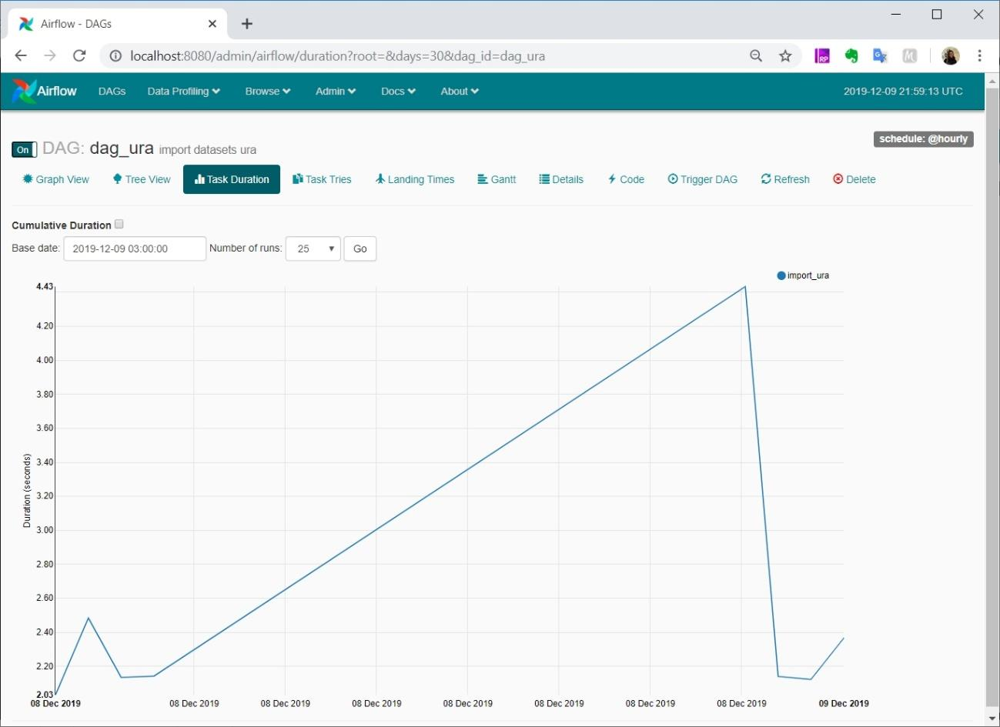 Airflow - DAGs
localhost:8080/admin/airflow/duration?root=&days=30&dag_id=dag_ura
RP
G
M
Airflow DAGs Data Profiling Browse Admin Docs About 2019-12-09 21:59:13 UTC
schedule: @hourly
On DAG: dag_ura import datasets ura
Graph View Tree View Task Duration Task Tries Landing Times Gantt Details Code Trigger DAG Refresh Delete
Cumulative Duration
Base date: 2019-12-09 03:00:00 Number of runs: 25 Go
import_ura
4.43
4.20
4.00
3.80
3.60
3.40
3.20
3.00
2.80
2.60
2.40
2.20
2.03
Duration (seconds)
08 Dec 2019 08 Dec 2019 08 Dec 2019 08 Dec 2019 08 Dec 2019 08 Dec 2019 08 Dec 2019 08 Dec 2019 09 Dec 2019